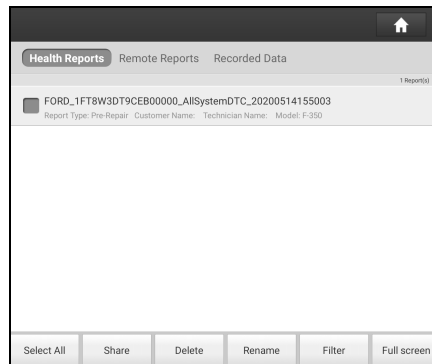 Health Reports Remote Reports Recorded Data
1 Report(s)
FORD_1FT8W3DT9CEB00000_AllSystemDTC_20200514155003
Report Type: Pre-Repair Customer Name: Technician Name: Model: F-350
Select All Share Delete Rename Filter Full screen